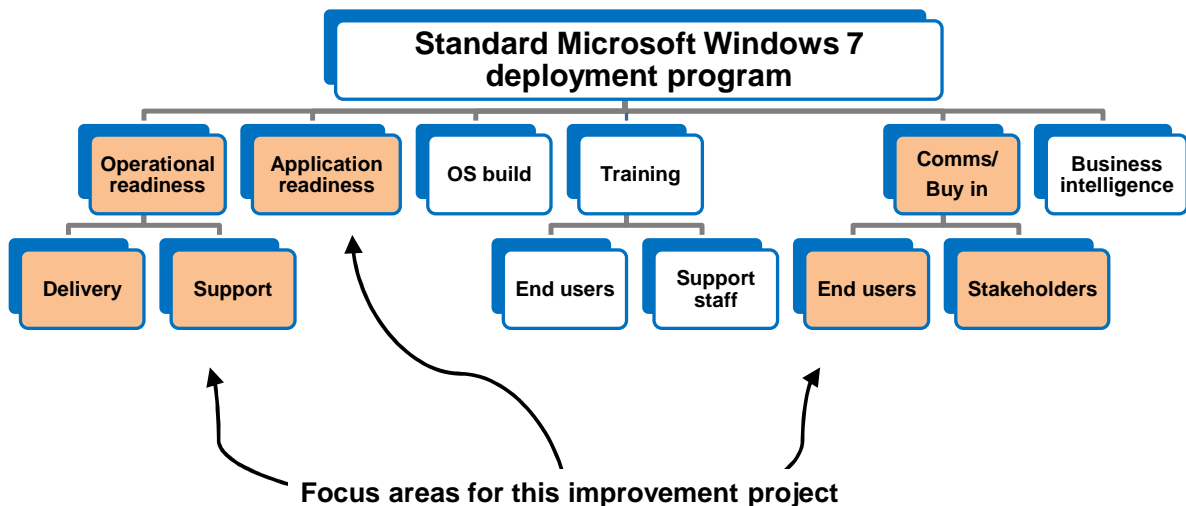 Standard Microsoft Windows 7
deployment program
Operational
readiness
Application
readiness
OS build
Training
Comms/
Buy in
Business
intelligence
Delivery
Support
End users
Support
staff
End users
Stakeholders
Focus areas for this improvement project